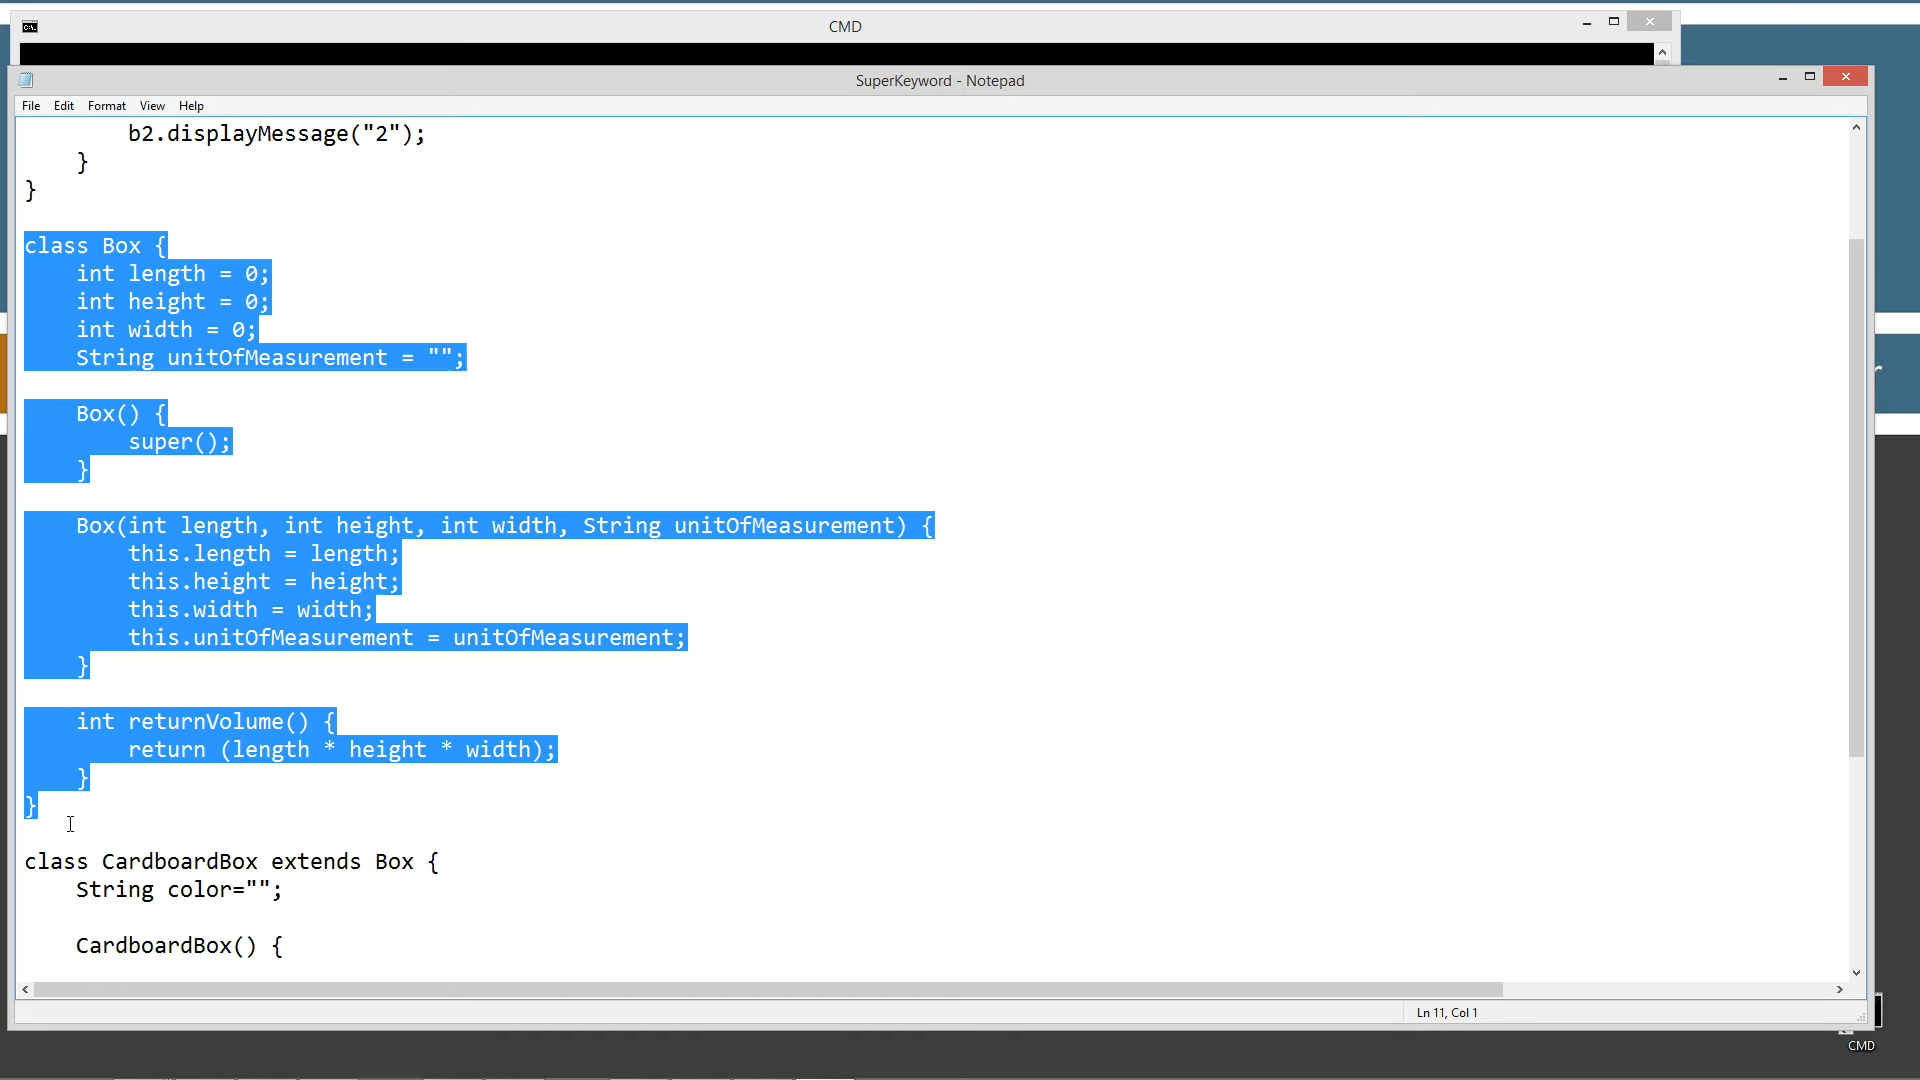 CMD
SuperKeyword - Notepad
File Edit Format View Help
b2.displayMessage("2");
}
}
class Box {
int length = 0;
int height = 0;
int width = 0;
String unitOfMeasurement = "";
Box() {
super();
}
Box(int length, int height, int width, String unitOfMeasurement) {
this.length = length;
this.height = height;
this.width = width;
this.unitOfMeasurement = unitOfMeasurement;
}
int returnVolume() {
return (length * height * width);
}
}
class CardboardBox extends Box {
String color="";
CardboardBox() {
Ln 11, Col 1
CMD